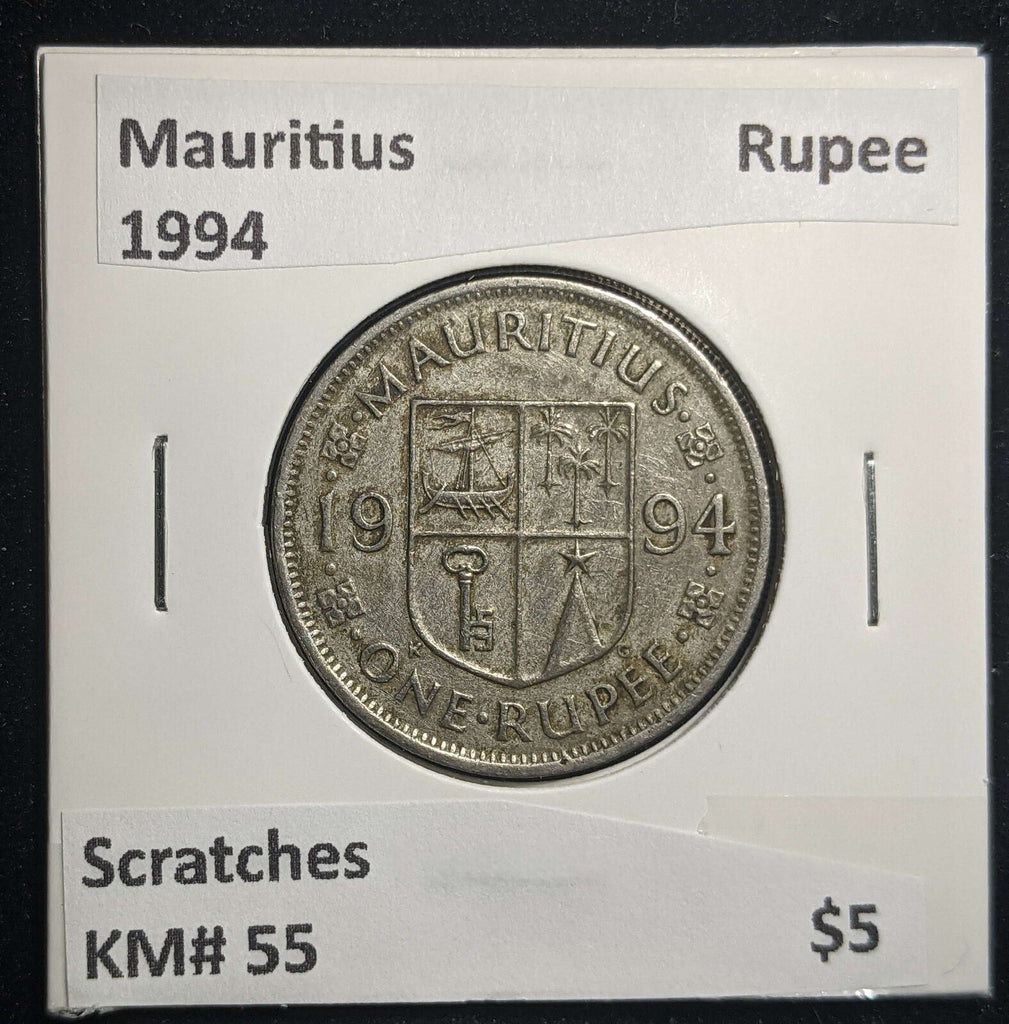 Mauritius Rupee
1994
MAURITIUS
19 94
ONE·RUPEE
Scratches
KM# 55 $5